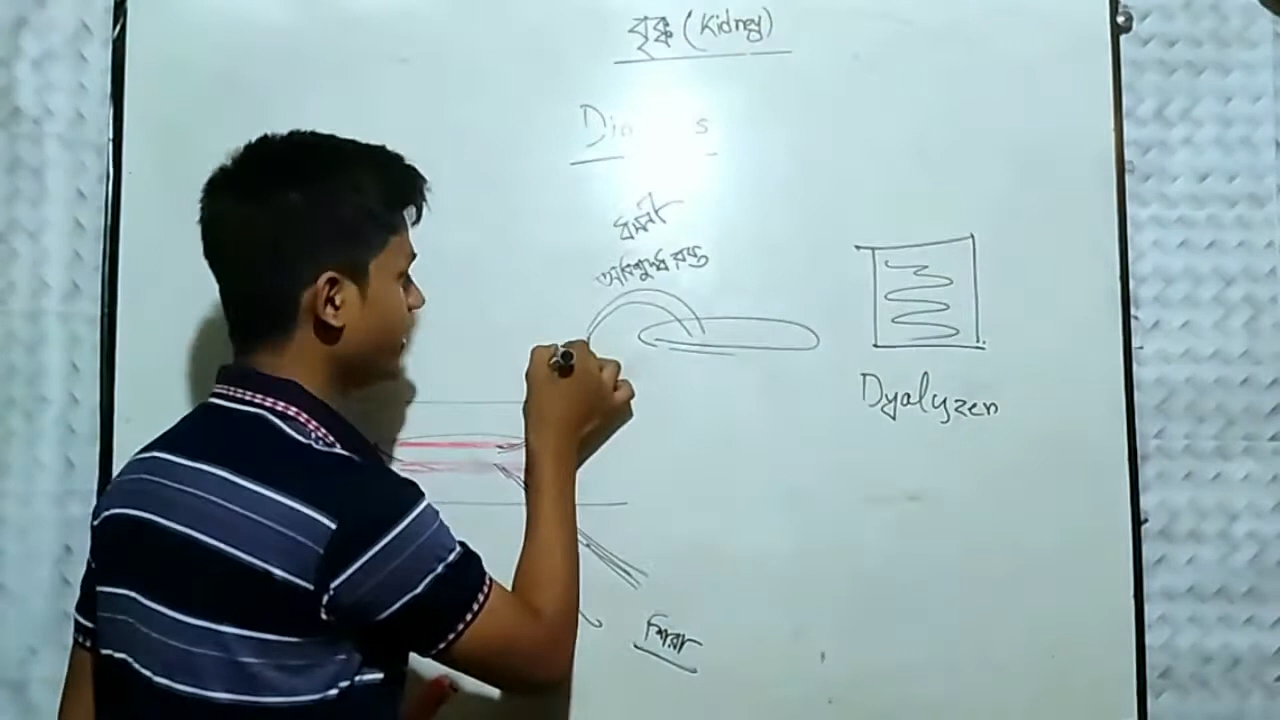 বৃক্ক (Kidney)
ধমনী
অবিশুদ্ধ রক্ত
Dyalyzer
শিরা